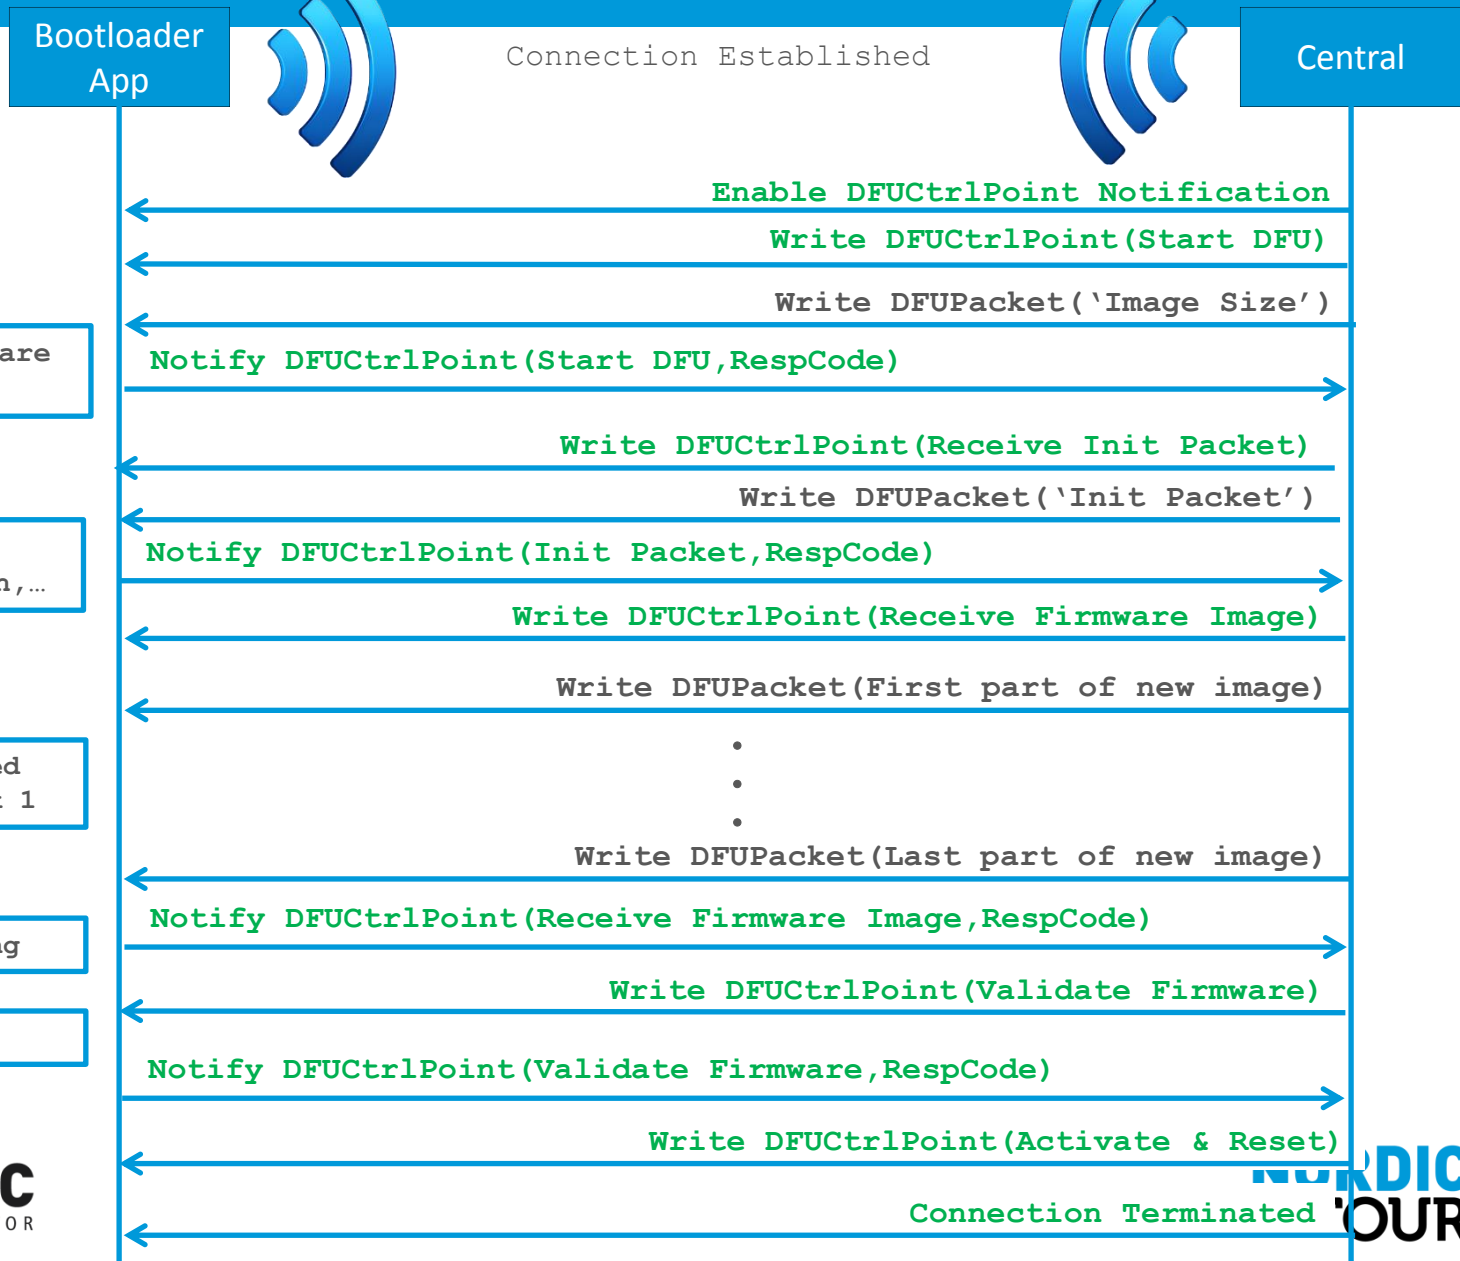 Bootloader
App
Connection Established
Central
Enable DFUCtrlPoint Notification
Write DFUCtrlPoint(Start DFU)
Write DFUPacket(‘Image Size’)
Notify DFUCtrlPoint(Start DFU,RespCode)
Write DFUCtrlPoint(Receive Init Packet)
Write DFUPacket(‘Init Packet’)
Notify DFUCtrlPoint(Init Packet,RespCode)
Write DFUCtrlPoint(Receive Firmware Image)
Write DFUPacket(First part of new image)
1
Write DFUPacket(Last part of new image)
Notify DFUCtrlPoint(Receive Firmware Image,RespCode)
Write DFUCtrlPoint(Validate Firmware)
Notify DFUCtrlPoint(Validate Firmware,RespCode)
Write DFUCtrlPoint(Activate & Reset)
NORDIC
Connection Terminated
TOUR